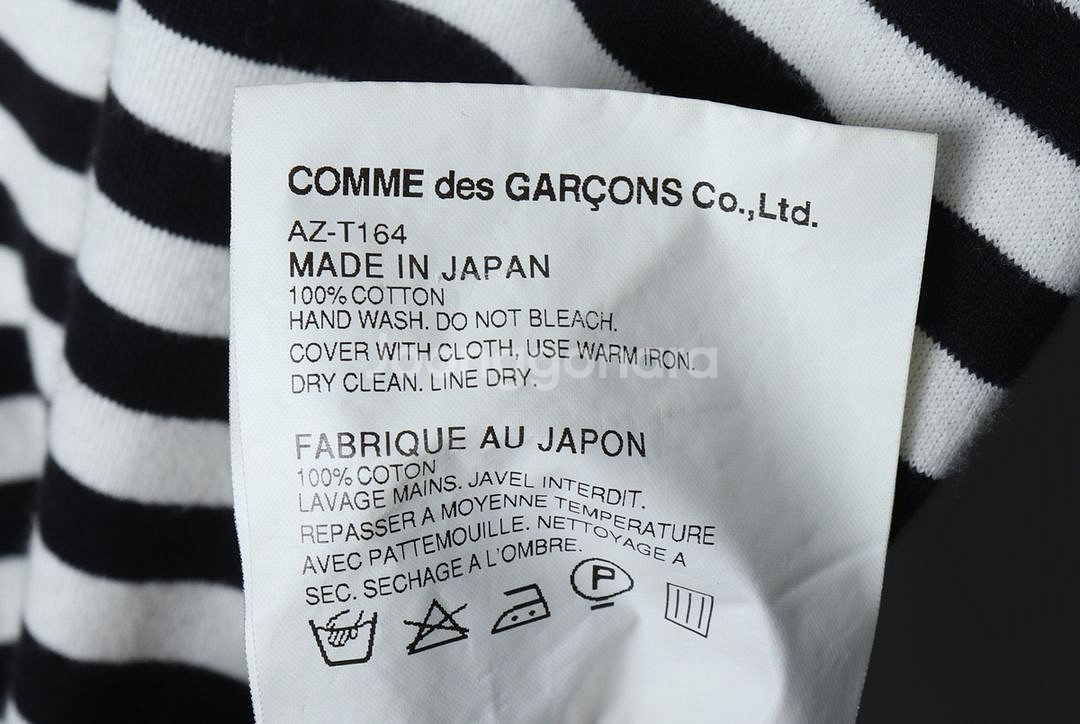 COMME des GARÇONS Co.,Ltd.
AZ-T164
MADE IN JAPAN
100% COTTON
HAND WASH. DO NOT BLEACH.
COVER WITH CLOTH, USE WARM IRON.
DRY CLEAN. LINE DRY.
FABRIQUE AU JAPON
100% COTON
LAVAGE MAINS. JAVEL INTERDIT.
REPASSER A MOYENNE TEMPERATURE
AVEC PATTEMOUILLE. NETTOYAGE A
SEC. SECHAGE A L'OMBRE.
P